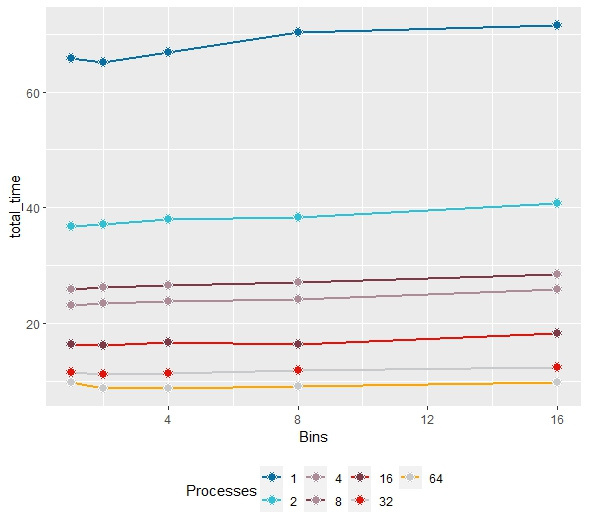 60
40
20
total_time
4 8 12 16
Bins
Processes 1 4 16 64
2 8 32